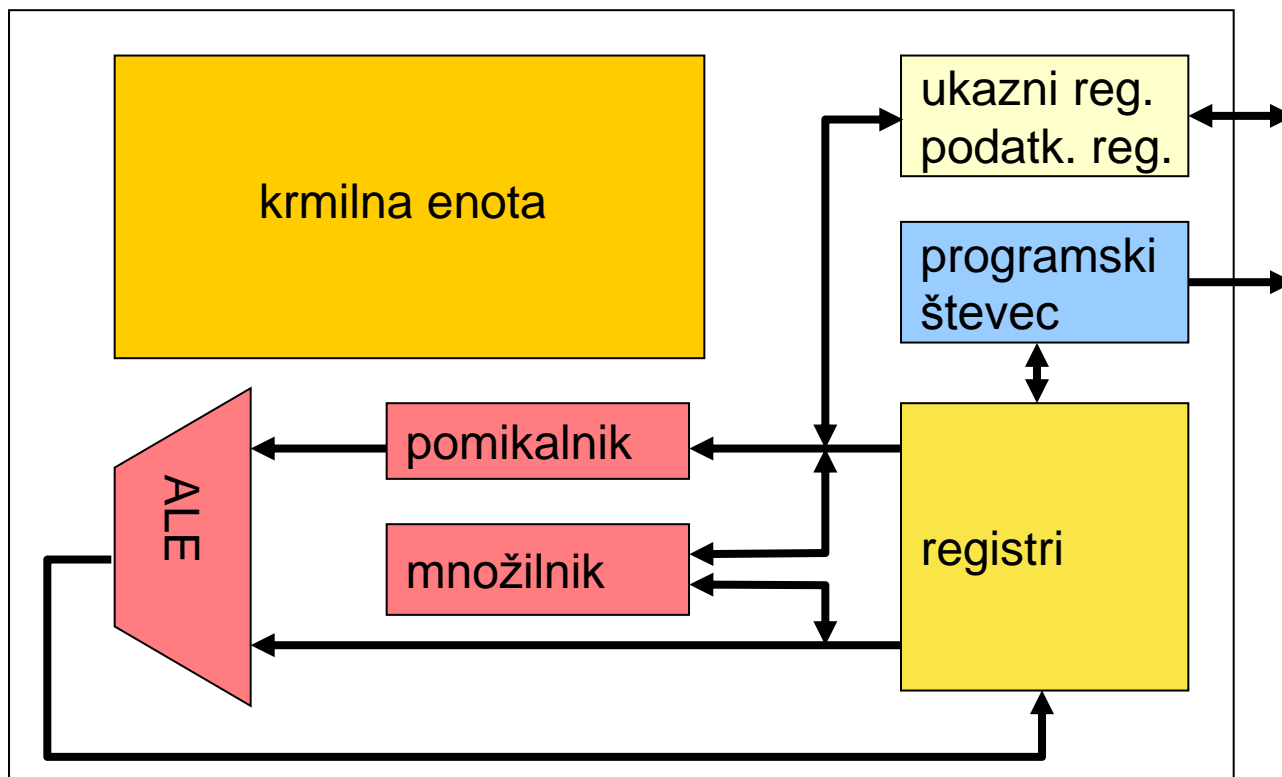 krmilna enota
ukazni reg.
podatk. reg.
programski
števec
pomikalnik
ALE
množilnik
registri